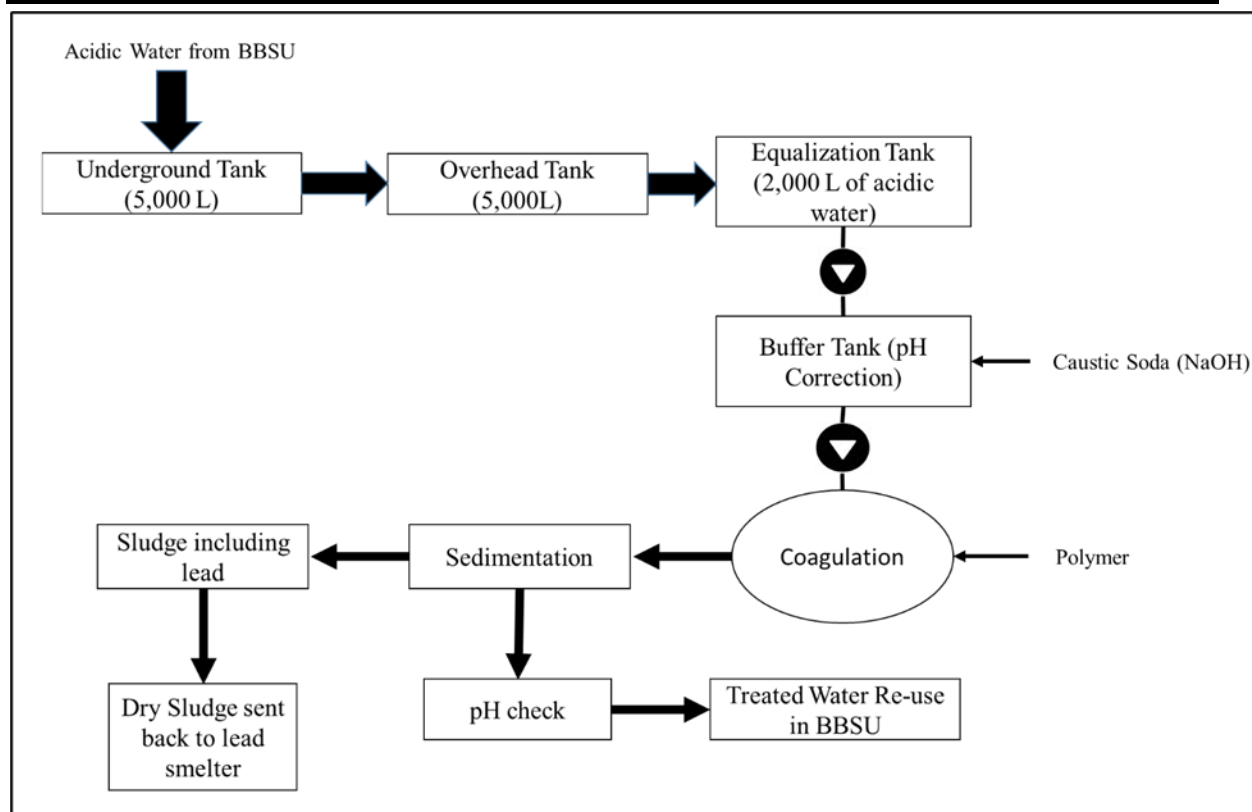 Acidic Water from BBSU
Underground Tank
(5,000 L)
Overhead Tank
(5,000L)
Equalization Tank
(2,000 L of acidic
water)
Buffer Tank (pH
Correction)
Caustic Soda (NaOH)
Coagulation
Polymer
Sedimentation
Sludge including
lead
Dry Sludge sent
back to lead
smelter
pH check
Treated Water Re-use
in BBSU